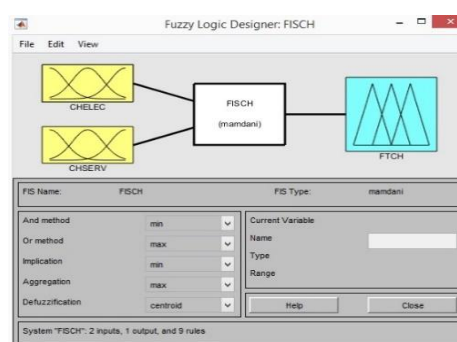 Fuzzy Logic Designer: FISCH
File Edit View
CHELEC
CHSERV
FISCH
(mamdani)
FTCH
FIS Name: FISCH FIS Type: mamdani
And method min
Or method max
Implication min
Aggregation max
Defuzzification centroid
Current Variable
Name
Type
Range
Help Close
System "FISCH": 2 inputs, 1 output, and 9 rules